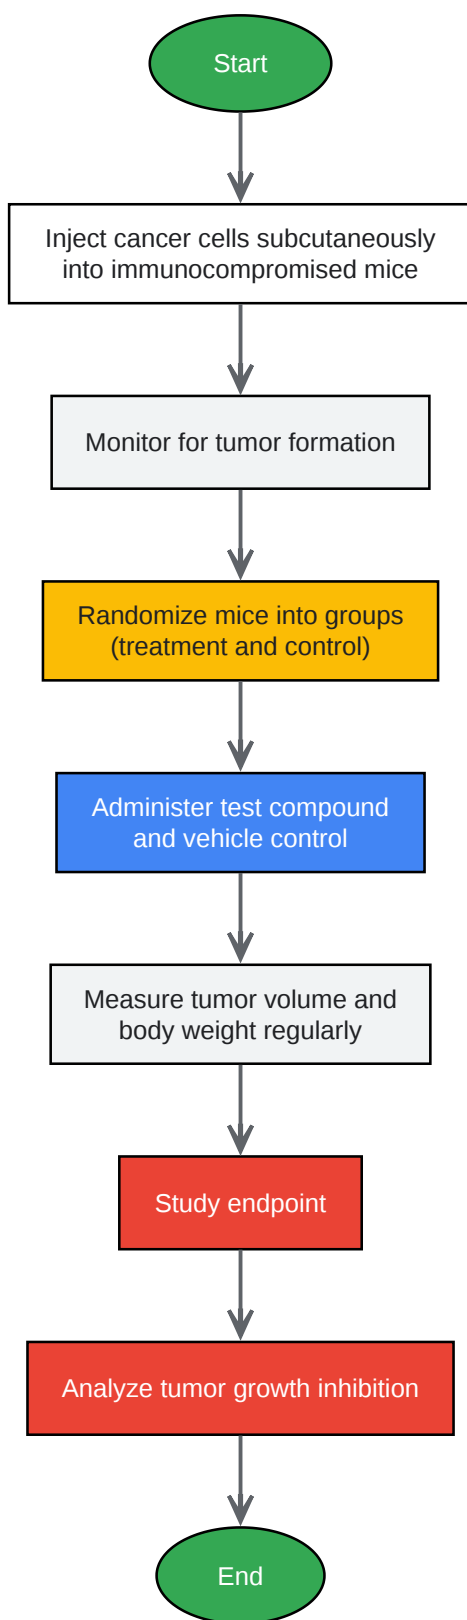 Start
Inject cancer cells subcutaneously
into immunocompromised mice
Monitor for tumor formation
Randomize mice into groups
(treatment and control)
Administer test compound
and vehicle control
Measure tumor volume and
body weight regularly
Study endpoint
Analyze tumor growth inhibition
End